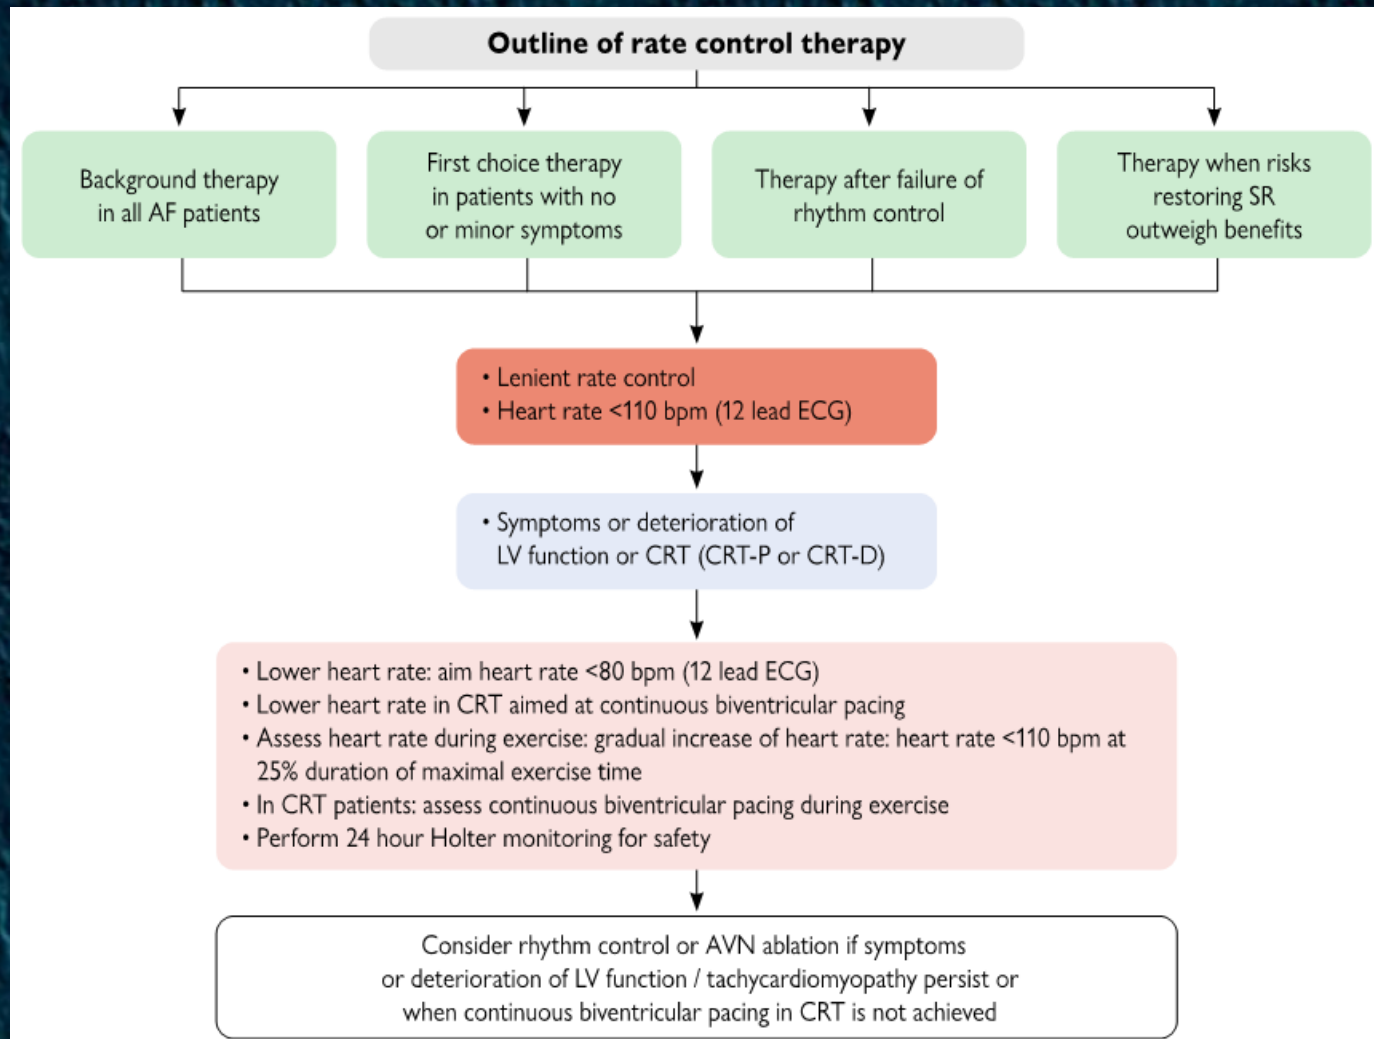 Outline of rate control therapy
Background therapy
in all AF patients
First choice therapy
in patients with no
or minor symptoms
Therapy after failure of
rhythm control
Therapy when risks
restoring SR
outweigh benefits
• Lenient rate control
• Heart rate <110 bpm (12 lead ECG)
• Symptoms or deterioration of
LV function or CRT (CRT-P or CRT-D)
• Lower heart rate: aim heart rate <80 bpm (12 lead ECG)
• Lower heart rate in CRT aimed at continuous biventricular pacing
• Assess heart rate during exercise: gradual increase of heart rate: heart rate <110 bpm at
25% duration of maximal exercise time
• In CRT patients: assess continuous biventricular pacing during exercise
• Perform 24 hour Holter monitoring for safety
Consider rhythm control or AVN ablation if symptoms
or deterioration of LV function / tachycardiomyopathy persist or
when continuous biventricular pacing in CRT is not achieved